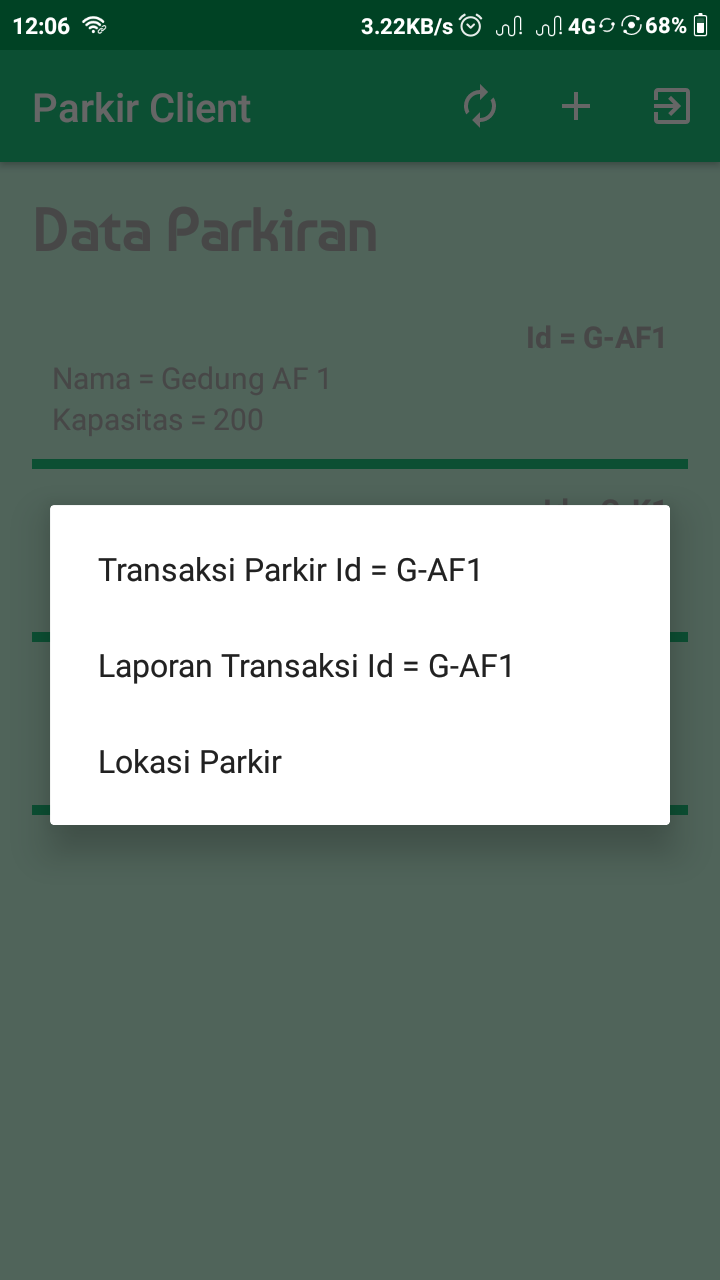 12:06 3.22KB/s 4G 68%
Parkir Client
Data Parkiran
Id = G-AF1
Nama = Gedung AF 1
Kapasitas = 200
Transaksi Parkir Id = G-AF1
Laporan Transaksi Id = G-AF1
Lokasi Parkir